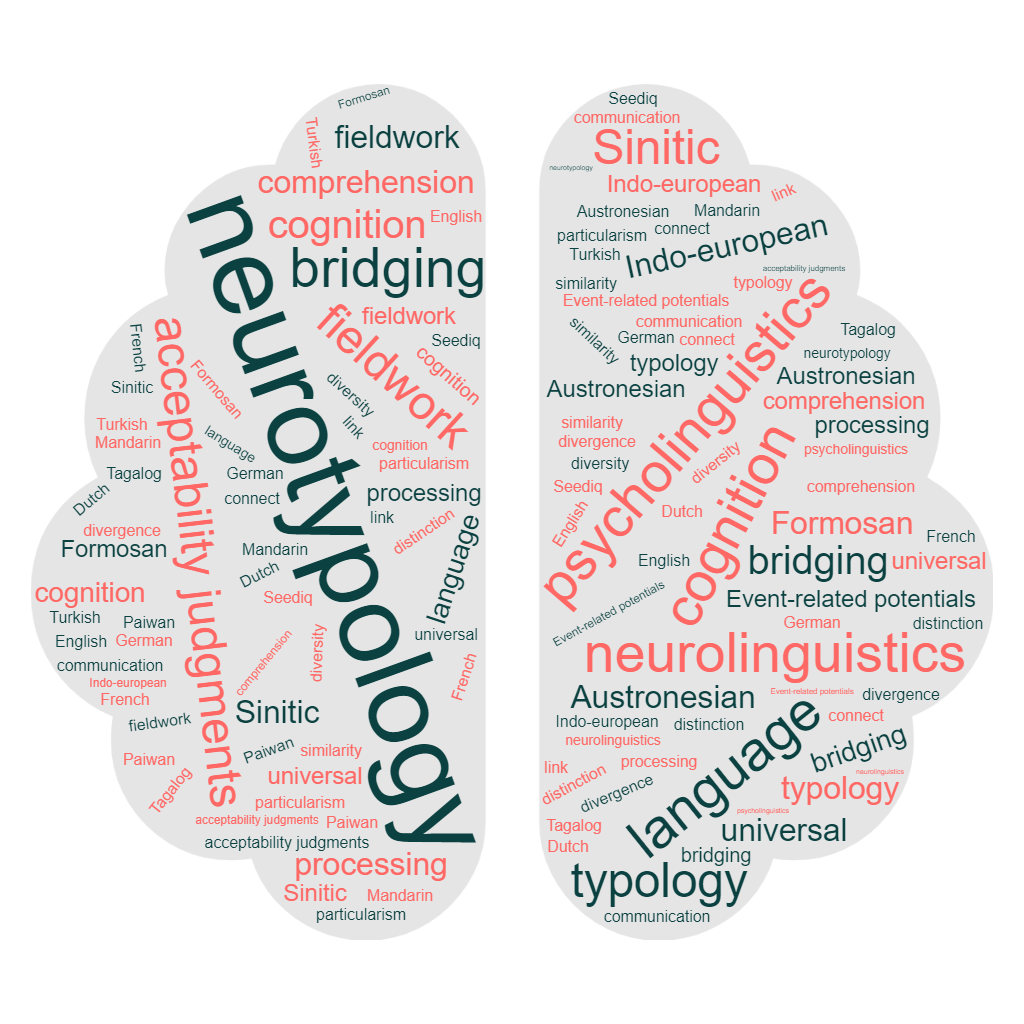 Formosan
Turkish
fieldwork
comprehension
cognition
English
neurotypology
bridging
fieldwork
fieldwork
Seediq
cognition
French
acceptability judgments
Sinitic
Formosan
diversity
link
Turkish
Mandarin
language
cognition
particularism
Tagalog
German
Dutch
connect
processing
link
divergence
distinction
Formosan
Mandarin
language
Dutch
cognition
Seediq
Turkish
Paiwan
universal
English
German
communication
comprehension
diversity
Indo-european
French
French
fieldwork
Sinitic
Paiwan
similarity
Paiwan
Tagalog
universal
particularism
acceptability judgments
Paiwan
acceptability judgments
processing
Sinitic
Mandarin
particularism
Seediq
communication
Sinitic
neurotypology
Indo-european
link
Austronesian
Mandarin
particularism
connect
Turkish
Indo-european
acceptability judgments
similarity
typology
Event-related potentials
communication
similarity
German
connect
Tagalog
typology
neurotypology
psycholinguistics
Austronesian
Austronesian
comprehension
similarity
processing
divergence
psycholinguistics
diversity
diversity
cognition
Seediq
comprehension
English
Dutch
Formosan
French
English
bridging
universal
Event-related potentials
Event-related potentials
German
distinction
neurolinguistics
Austronesian
Event-related potentials
divergence
Indo-european
distinction
language
connect
neurolinguistics
bridging
link
processing
neurolinguistics
distinction
divergence
typology
psycholinguistics
Tagalog
universal
Dutch
bridging
typology
communication